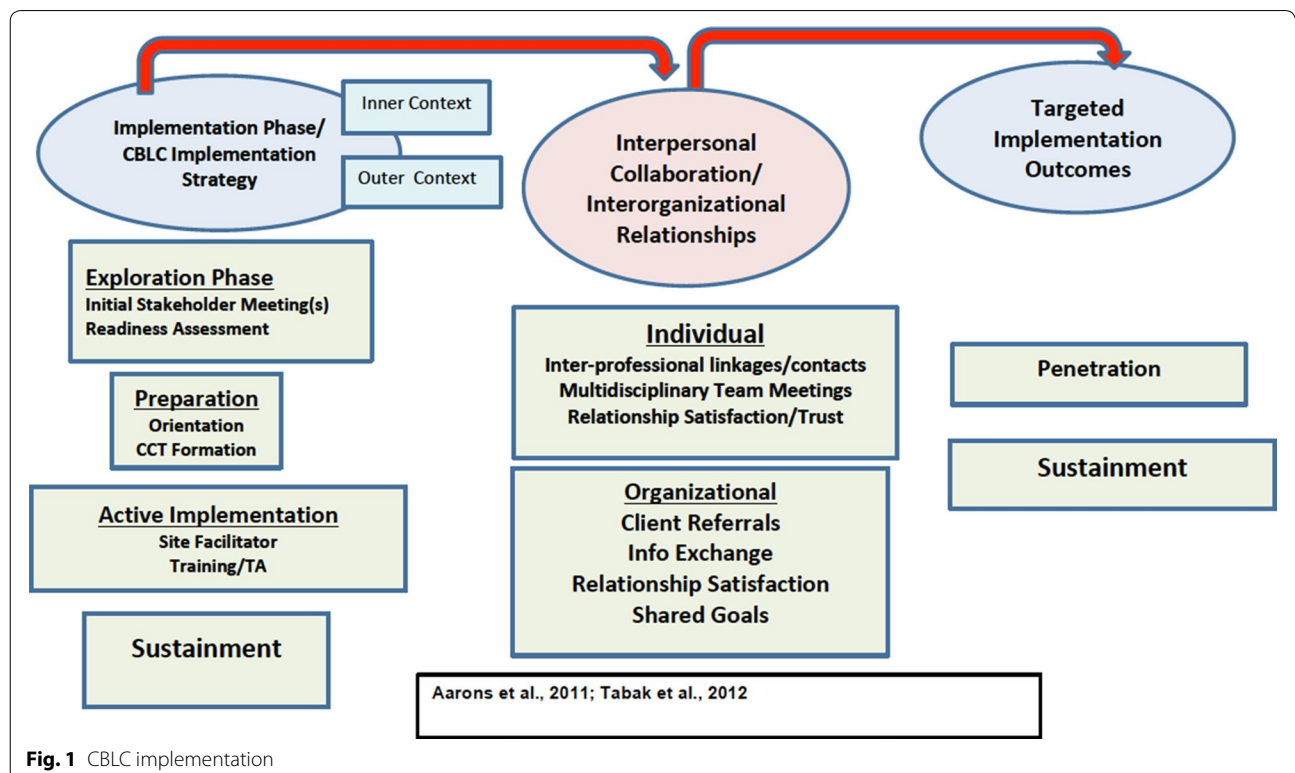 Implementation Phase/
CBLC Implementation
Strategy
Inner Context
Outer Context
Exploration Phase
Initial Stakeholder Meeting(s)
Readiness Assessment
Preparation
Orientation
CCT Formation
Active Implementation
Site Facilitator
Training/TA
Sustainment
Interpersonal
Collaboration/
Interorganizational
Relationships
Individual
Inter-professional linkages/contacts
Multidisciplinary Team Meetings
Relationship Satisfaction/Trust
Organizational
Client Referrals
Info Exchange
Relationship Satisfaction
Shared Goals
Targeted
Implementation
Outcomes
Penetration
Sustainment
Aarons et al., 2011; Tabak et al., 2012
Fig. 1 CBLC implementation